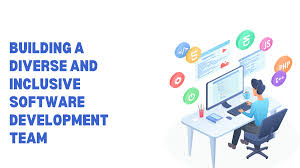 BUILDING A
DIVERSE AND
INCLUSIVE
SOFTWARE
DEVELOPMENT
TEAM
</>
JS
PHP
C++